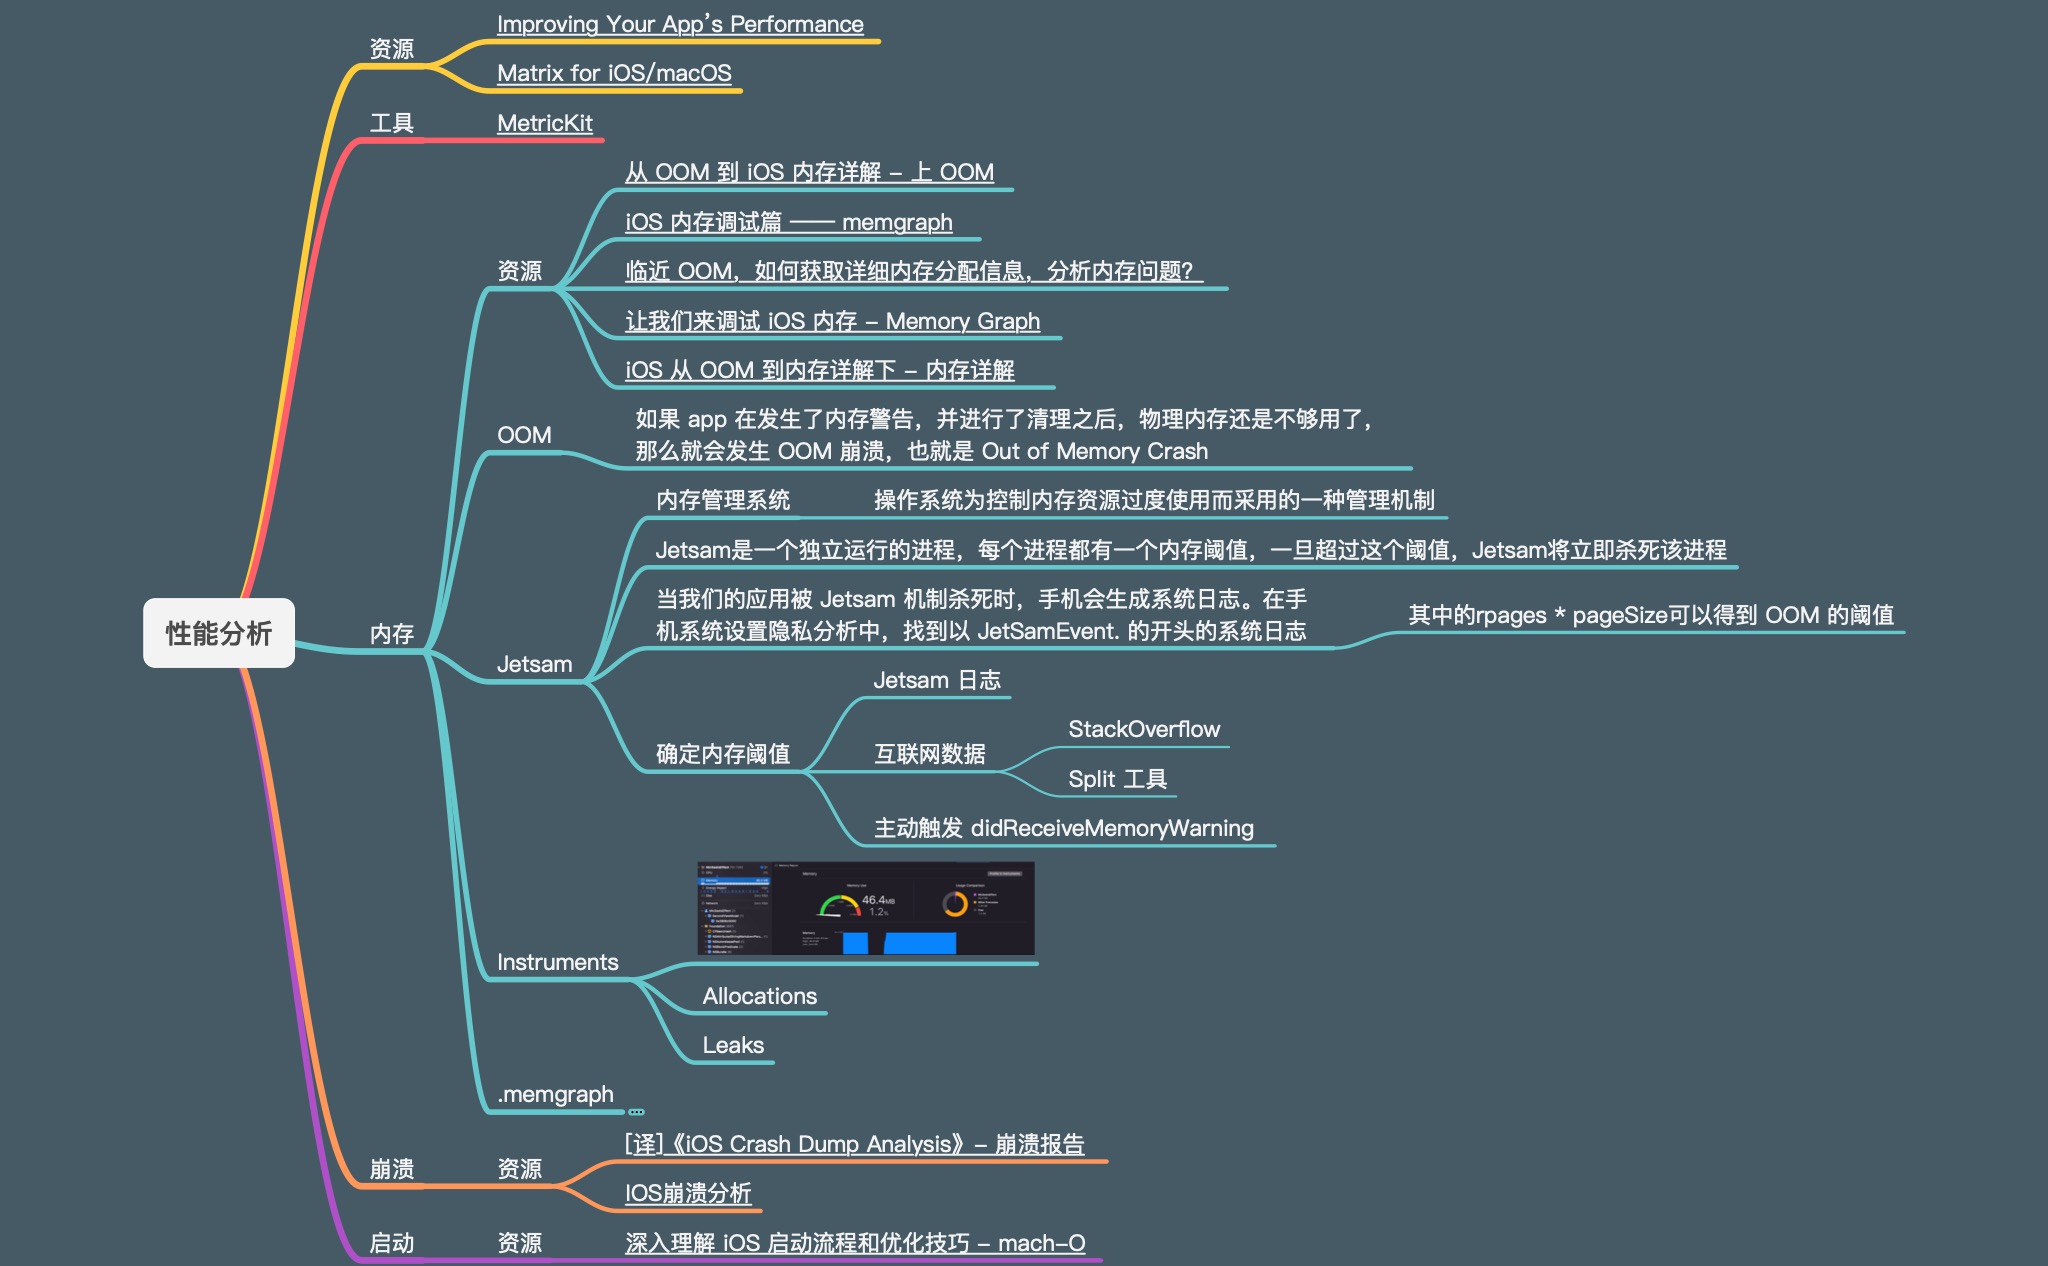 Improving Your App's Performance
资源
Matrix for iOS/macOS
工具
MetricKit
从 OOM 到 iOS 内存详解 - 上 OOM
iOS 内存调试篇 —— memgraph
资源
临近 OOM，如何获取详细内存分配信息，分析内存问题？
让我们来调试 iOS 内存 - Memory Graph
iOS 从 OOM 到内存详解下 - 内存详解
如果 app 在发生了内存警告，并进行了清理之后，物理内存还是不够用了，
OOM
那么就会发生 OOM 崩溃，也就是 Out of Memory Crash
内存管理系统
操作系统为控制内存资源过度使用而采用的一种管理机制
Jetsam是一个独立运行的进程，每个进程都有一个内存阈值，一旦超过这个阈值，Jetsam将立即杀死该进程
当我们的应用被 Jetsam 机制杀死时，手机会生成系统日志。在手
机系统设置隐私分析中，找到以 JetSamEvent. 的开头的系统日志
其中的rpages * pageSize可以得到 OOM 的阈值
性能分析
内存
Jetsam
Jetsam 日志
确定内存阈值
互联网数据
StackOverflow
Split 工具
主动触发 didReceiveMemoryWarning
Memory
46.4MB
1.2%
Memory
Instruments
Allocations
Leaks
.memgraph
[译]《iOS Crash Dump Analysis》- 崩溃报告
崩溃
资源
IOS崩溃分析
启动
资源
深入理解 iOS 启动流程和优化技巧 - mach-O